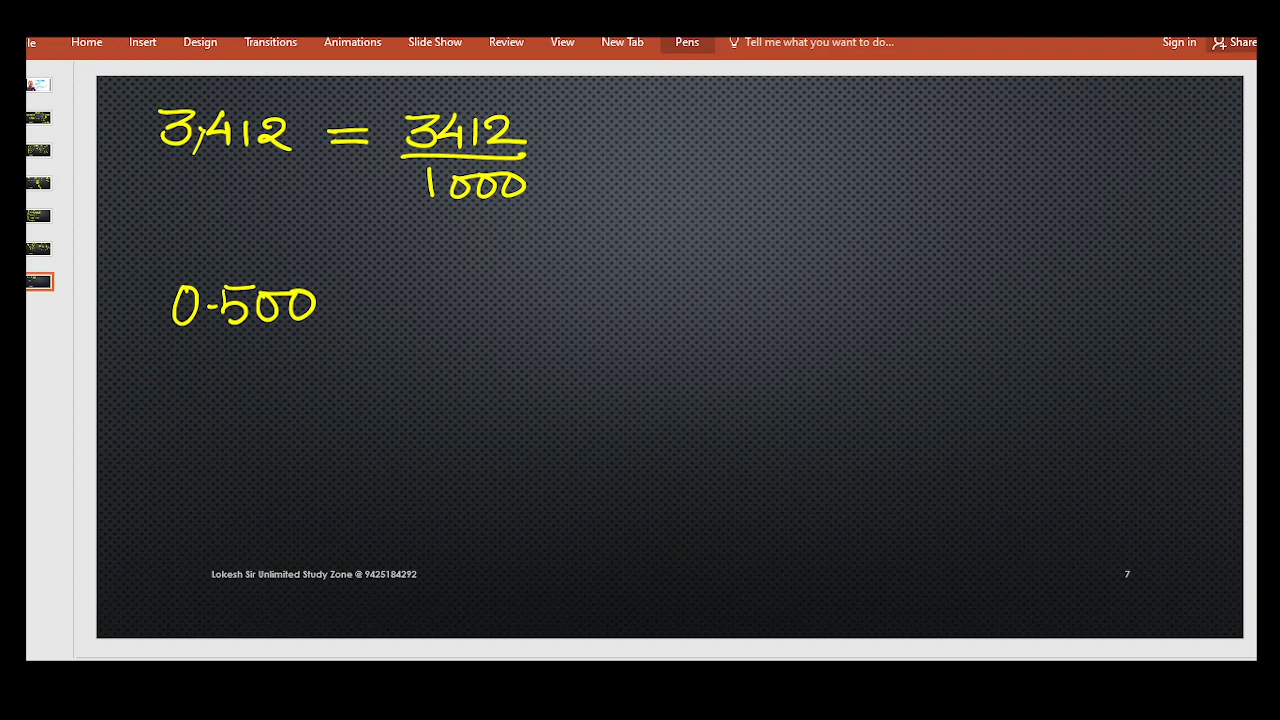 le Home Insert Design Transitions Animations Slide Show Review View New Tab Pens Tell me what you want to do... Sign in Share
3,412 = 3412
1000
0.500
Lokesh Sir Unlimited Study Zone @ 9425184292 7